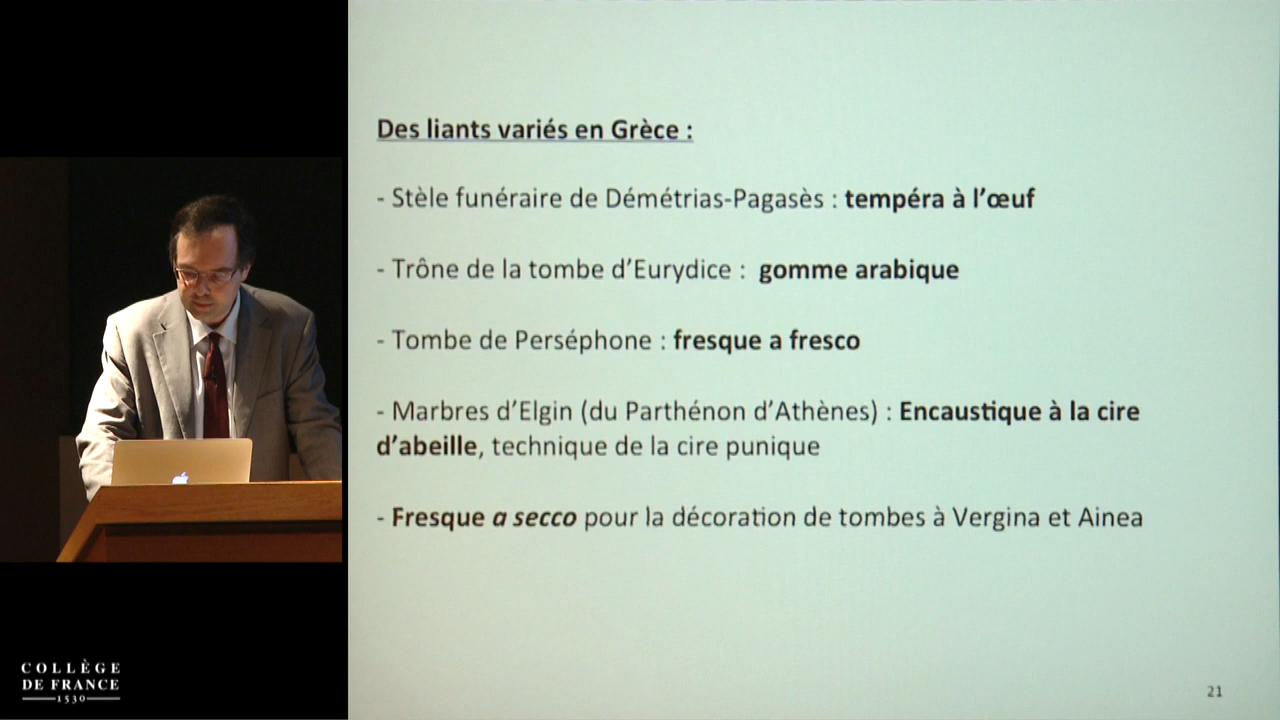 Des liants variés en Grèce :
- Stèle funéraire de Démétrias-Pagasès : tempéra à l’œuf
- Trône de la tombe d’Eurydice : gomme arabique
- Tombe de Perséphone : fresque a fresco
- Marbres d’Elgin (du Parthénon d’Athènes) : Encaustique à la cire
d’abeille, technique de la cire punique
- Fresque a secco pour la décoration de tombes à Vergina et Ainea
COLLÈGE
DE FRANCE
1530
21